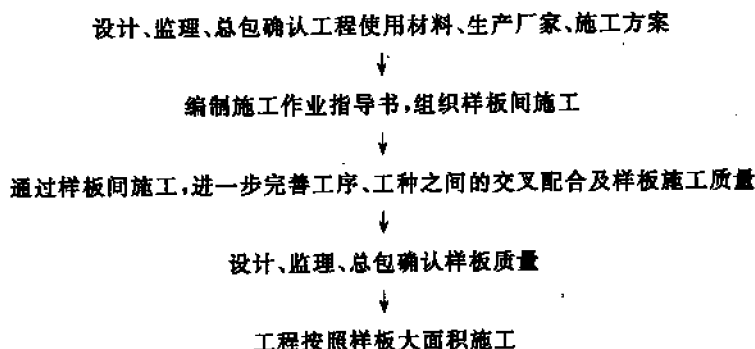 设计、监理、总包确认工程使用材料、生产厂家、施工方案
↓
编制施工作业指导书,组织样板间施工
↓
通过样板间施工,进一步完善工序、工种之间的交叉配合及样板施工质量
↓
设计、监理、总包确认样板质量
↓
工程按照样板大面积施工